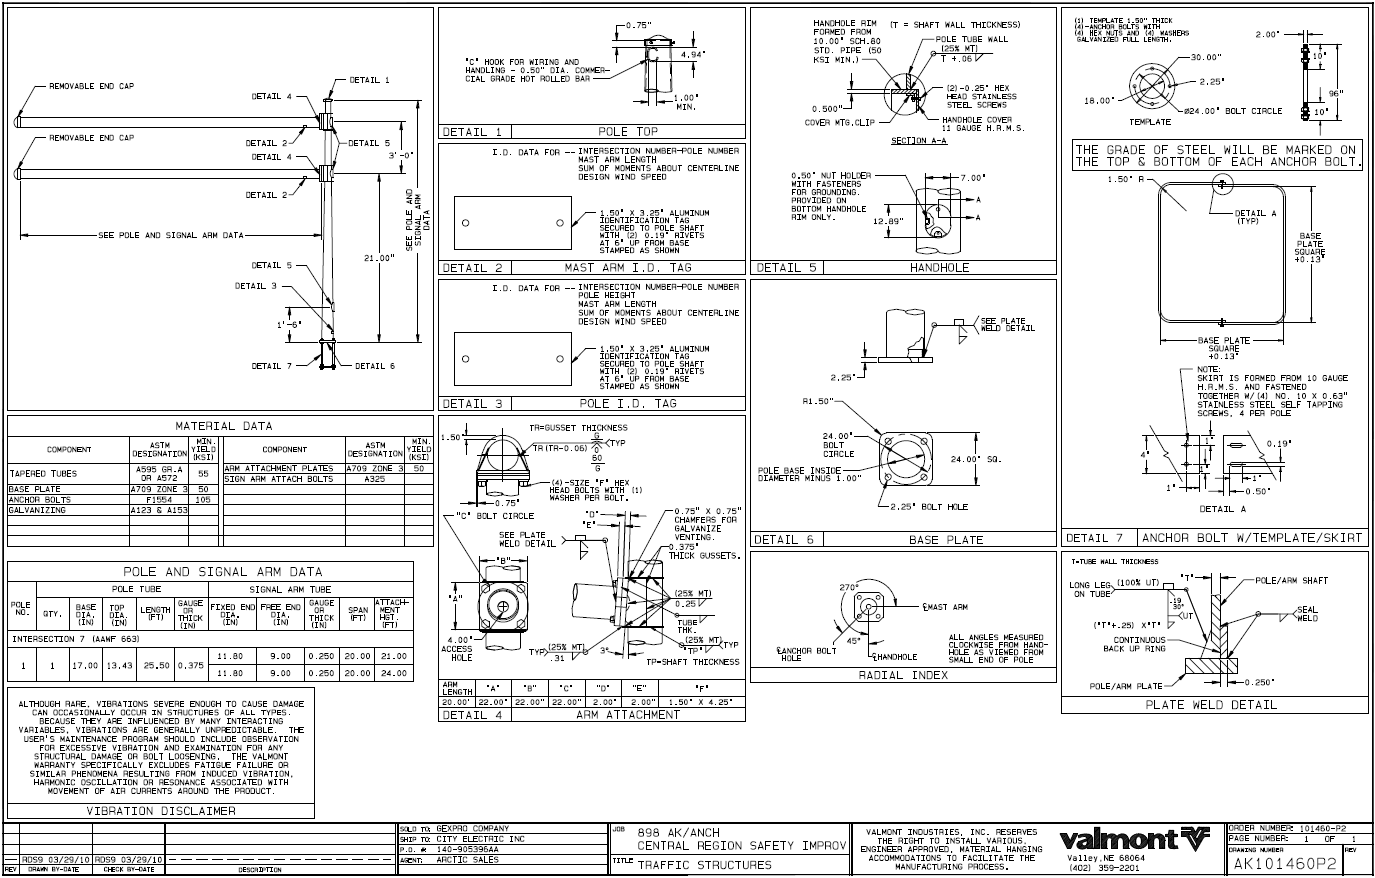 REMOVABLE END CAP
REMOVABLE END CAP
DETAIL 1
DETAIL 4
DETAIL 2
DETAIL 4
DETAIL 5
3'-0"
DETAIL 2
SEE POLE AND SIGNAL ARM DATA
SEE POLE AND
SIGNAL ARM
DATA
21.00"
DETAIL 5
DETAIL 3
1'-6"
DETAIL 7
DETAIL 6
MATERIAL DATA
COMPONENT
ASTM
DESIGNATION
MIN.
YIELD
(KSI)
COMPONENT
ASTM
DESIGNATION
MIN.
YIELD
(KSI)
TAPERED TUBES
A595 GR.A
OR A572
55
ARM ATTACHMENT PLATES A709 ZONE 3 50
SIGN ARM ATTACH BOLTS A325
BASE PLATE A709 ZONE 3 50
ANCHOR BOLTS F1554 105
GALVANIZING A123 & A153
POLE AND SIGNAL ARM DATA
POLE TUBE
SIGNAL ARM TUBE
POLE
NO.
QTY.
BASE
DIA.
(IN)
TOP
DIA.
(IN)
LENGTH
(FT)
GAUGE
OR
THICK
(IN)
FIXED END
DIA.
(IN)
FREE END
DIA.
(IN)
GAUGE
OR
THICK
(IN)
SPAN
(FT)
ATTACH-
MENT
HGT.
(FT)
INTERSECTION 7 (AAWF 663)
1 1 17.00 13.43 25.50 0.375
11.80 9.00 0.250 20.00 21.00
11.80 9.00 0.250 20.00 24.00
ALTHOUGH RARE, VIBRATIONS SEVERE ENOUGH TO CAUSE DAMAGE
CAN OCCASIONALLY OCCUR IN STRUCTURES OF ALL TYPES.
BECAUSE THEY ARE INFLUENCED BY MANY INTERACTING
VARIABLES, VIBRATIONS ARE GENERALLY UNPREDICTABLE. THE
USER'S MAINTENANCE PROGRAM SHOULD INCLUDE OBSERVATION
FOR EXCESSIVE VIBRATION AND EXAMINATION FOR ANY
STRUCTURAL DAMAGE OR BOLT LOOSENING. THE VALMONT
WARRANTY SPECIFICALLY EXCLUDES FATIGUE FAILURE OR
SIMILAR PHENOMENA RESULTING FROM INDUCED VIBRATION,
HARMONIC OSCILLATION OR RESONANCE ASSOCIATED WITH
MOVEMENT OF AIR CURRENTS AROUND THE PRODUCT.
VIBRATION DISCLAIMER
0.75"
4.94"
"C" HOOK FOR WIRING AND
HANDLING - 0.50" DIA. COMMER-
CIAL GRADE HOT ROLLED BAR
1.00"
MIN.
DETAIL 1 POLE TOP
I.D. DATA FOR -- INTERSECTION NUMBER-POLE NUMBER
MAST ARM LENGTH
SUM OF MOMENTS ABOUT CENTERLINE
DESIGN WIND SPEED
1.50" X 3.25" ALUMINUM
IDENTIFICATION TAG
SECURED TO POLE SHAFT
WITH (2) 0.19" RIVETS
AT 6" UP FROM BASE
STAMPED AS SHOWN
DETAIL 2 MAST ARM I.D. TAG
I.D. DATA FOR -- INTERSECTION NUMBER-POLE NUMBER
POLE HEIGHT
MAST ARM LENGTH
SUM OF MOMENTS ABOUT CENTERLINE
DESIGN WIND SPEED
1.50" X 3.25" ALUMINUM
IDENTIFICATION TAG
SECURED TO POLE SHAFT
WITH (2) 0.19" RIVETS
AT 6" UP FROM BASE
STAMPED AS SHOWN
DETAIL 3 POLE I.D. TAG
TR=GUSSET THICKNESS
1.50"
TR(TR-0.06)
G
0
60
G
TYP
(4)-SIZE "F" HEX
HEAD BOLTS WITH (1)
WASHER PER BOLT.
0.75"
"C" BOLT CIRCLE
"D"
"E"
0.75" X 0.75"
CHAMFERS FOR
GALVANIZE
VENTING.
SEE PLATE
WELD DETAIL
0.375"
THICK GUSSETS.
"B"
"A"
(25% MT)
0.25
TUBE
THK.
4.00"
ACCESS
HOLE
TYP
(25% MT)
.31
3°
(25% MT)
"TP"
TYP
TP=SHAFT THICKNESS
ARM
LENGTH
"A" "B" "C" "D" "E" "F"
20.00' 22.00" 22.00" 22.00" 2.00" 2.00" 1.50" X 4.25"
DETAIL 4 ARM ATTACHMENT
HANDHOLE RIM
FORMED FROM
10.00" SCH.80
STD. PIPE (50
KSI MIN.)
(T = SHAFT WALL THICKNESS)
POLE TUBE WALL
(25% MT)
T +.06
(2)-0.25" HEX
HEAD STAINLESS
STEEL SCREWS
0.500"
COVER MTG.CLIP
HANDHOLE COVER
11 GAUGE H.R.M.S.
SECTION A-A
0.50" NUT HOLDER
WITH FASTENERS
FOR GROUNDING.
PROVIDED ON
BOTTOM HANDHOLE
RIM ONLY.
7.00"
A
A
12.89"
DETAIL 5 HANDHOLE
SEE PLATE
WELD DETAIL
2.25"
R1.50"
24.00"
BOLT
CIRCLE
24.00" SQ.
POLE BASE INSIDE
DIAMETER MINUS 1.00"
2.25" BOLT HOLE
DETAIL 6 BASE PLATE
270°
℄MAST ARM
45°
℄ANCHOR BOLT
HOLE
℄HANDHOLE
ALL ANGLES MEASURED
CLOCKWISE FROM HAND-
HOLE AS VIEWED FROM
SMALL END OF POLE
RADIAL INDEX
(1) TEMPLATE 1.50" THICK
(4)-ANCHOR BOLTS WITH
(4) HEX NUTS AND (4) WASHERS
GALVANIZED FULL LENGTH.
2.00"
30.00"
2.25"
18.00"
Ø24.00" BOLT CIRCLE
TEMPLATE
10"
96"
10"
THE GRADE OF STEEL WILL BE MARKED ON
THE TOP & BOTTOM OF EACH ANCHOR BOLT.
1.50" R
DETAIL A
(TYP)
BASE
PLATE
SQUARE
+0.13"
BASE PLATE
SQUARE
+0.13"
NOTE:
SKIRT IS FORMED FROM 10 GAUGE
H.R.M.S. AND FASTENED
TOGETHER W/(4) NO. 10 X 0.63"
STAINLESS STEEL SELF TAPPING
SCREWS, 4 PER POLE
4"
1"
1"
1"
0.19"
1"
0.50"
DETAIL A
DETAIL 7 ANCHOR BOLT W/TEMPLATE/SKIRT
T=TUBE WALL THICKNESS
LONG LEG
ON TUBE
(100% UT)
"T"
POLE/ARM SHAFT
.19
30°
UT
SEAL
WELD
("T"+.25) X"T"
CONTINUOUS
BACK UP RING
POLE/ARM PLATE
0.250"
PLATE WELD DETAIL
RDS9 03/29/10 RDS9 03/29/10
REV DRAWN BY-DATE CHECK BY-DATE DESCRIPTION
SOLD TO: GEXPRO COMPANY
SHIP TO: CITY ELECTRIC INC
P.O. #: 140-905396AA
AGENT: ARCTIC SALES
JOB 898 AK/ANCH
CENTRAL REGION SAFETY IMPROV
TITLE TRAFFIC STRUCTURES
VALMONT INDUSTRIES, INC. RESERVES
THE RIGHT TO INSTALL VARIOUS,
ENGINEER APPROVED, MATERIAL HANGING
ACCOMMODATIONS TO FACILITATE THE
MANUFACTURING PROCESS.
valmont
Valley,NE 68064
(402) 359-2201
ORDER NUMBER: 101460-P2
PAGE NUMBER: 1 OF 1
DRAWING NUMBER
REV
AK101460P2